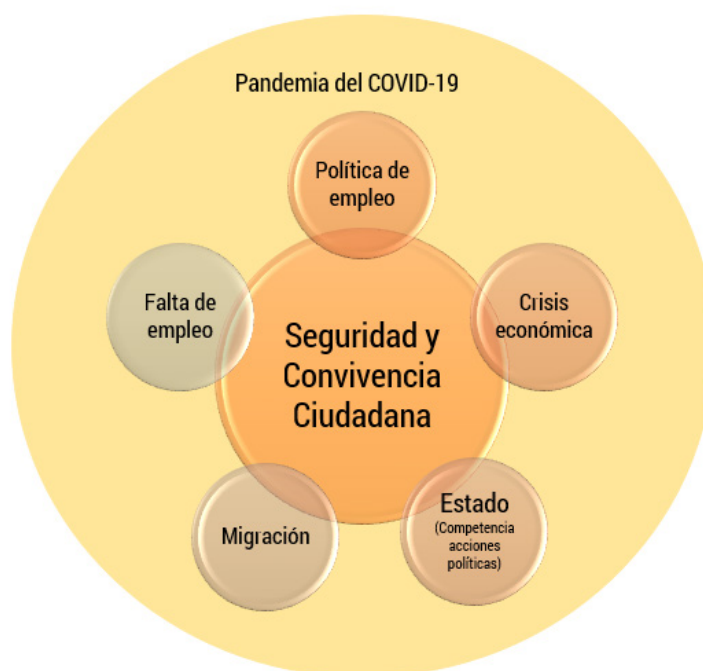 Pandemia del COVID-19
Política de
empleo
Falta de
empleo
Crisis
económica
Seguridad y
Convivencia
Ciudadana
Migración
Estado
(Competencia
acciones
políticas)